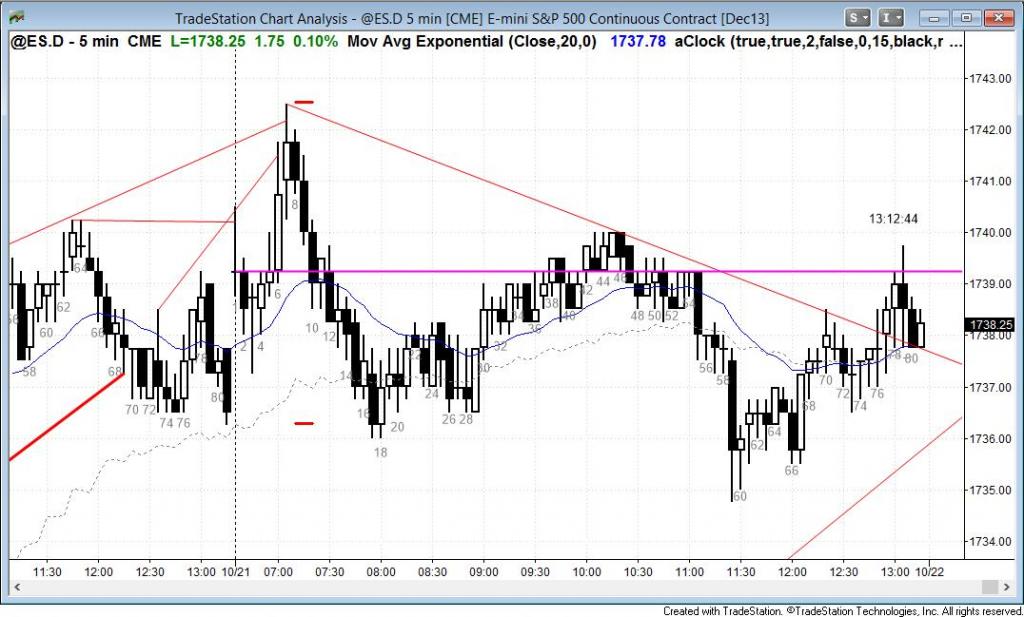 TradeStation Chart Analysis - @ES.D 5 min [CME] E-mini S&P 500 Continuous Contract [Dec13]
S I
@ES.D - 5 min CME L=1738.25 1.75 0.10% Mov Avg Exponential (Close,20,0) 1737.78 aClock (true,true,2,false,0,15,black,r ...
1743.00
1742.00
1741.00
8
13:12:44
1740.00
64
6 42 44 46
1739.00
62 38 48 50 52 54
60 10 34 36 40
1738.25
66 12 1738.00
2 4 32 22
78 30 78 80
58 68 14 24 56 58 70
1737.00
80 72 76
70 72 16 68 74
74 76 20 26 28
64
62
1736.00
18
66
1735.00
60
1734.00
11:30 12:00 12:30 13:00 10/21 07:00 07:30 08:00 08:30 09:00 09:30 10:00 10:30 11:00 11:30 12:00 12:30 13:00 10/22
Created with TradeStation. ©TradeStation Technologies, Inc. All rights reserved.